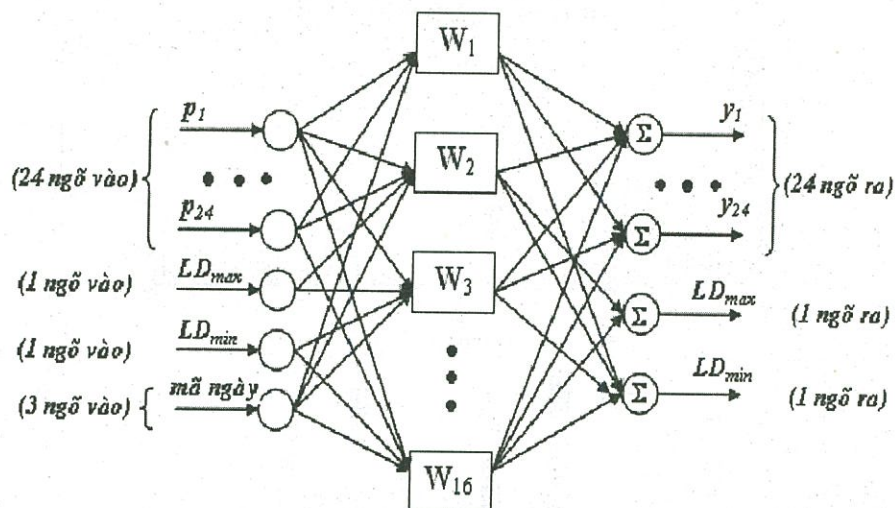 W1
p1
y1
Σ
(24 ngõ vào)
W2
(24 ngõ ra)
p24
y24
Σ
(1 ngõ vào)
LDmax
W3
LDmax
Σ
(1 ngõ ra)
(1 ngõ vào)
LDmin
LDmin
Σ
(1 ngõ ra)
(3 ngõ vào)
mã ngày
W16